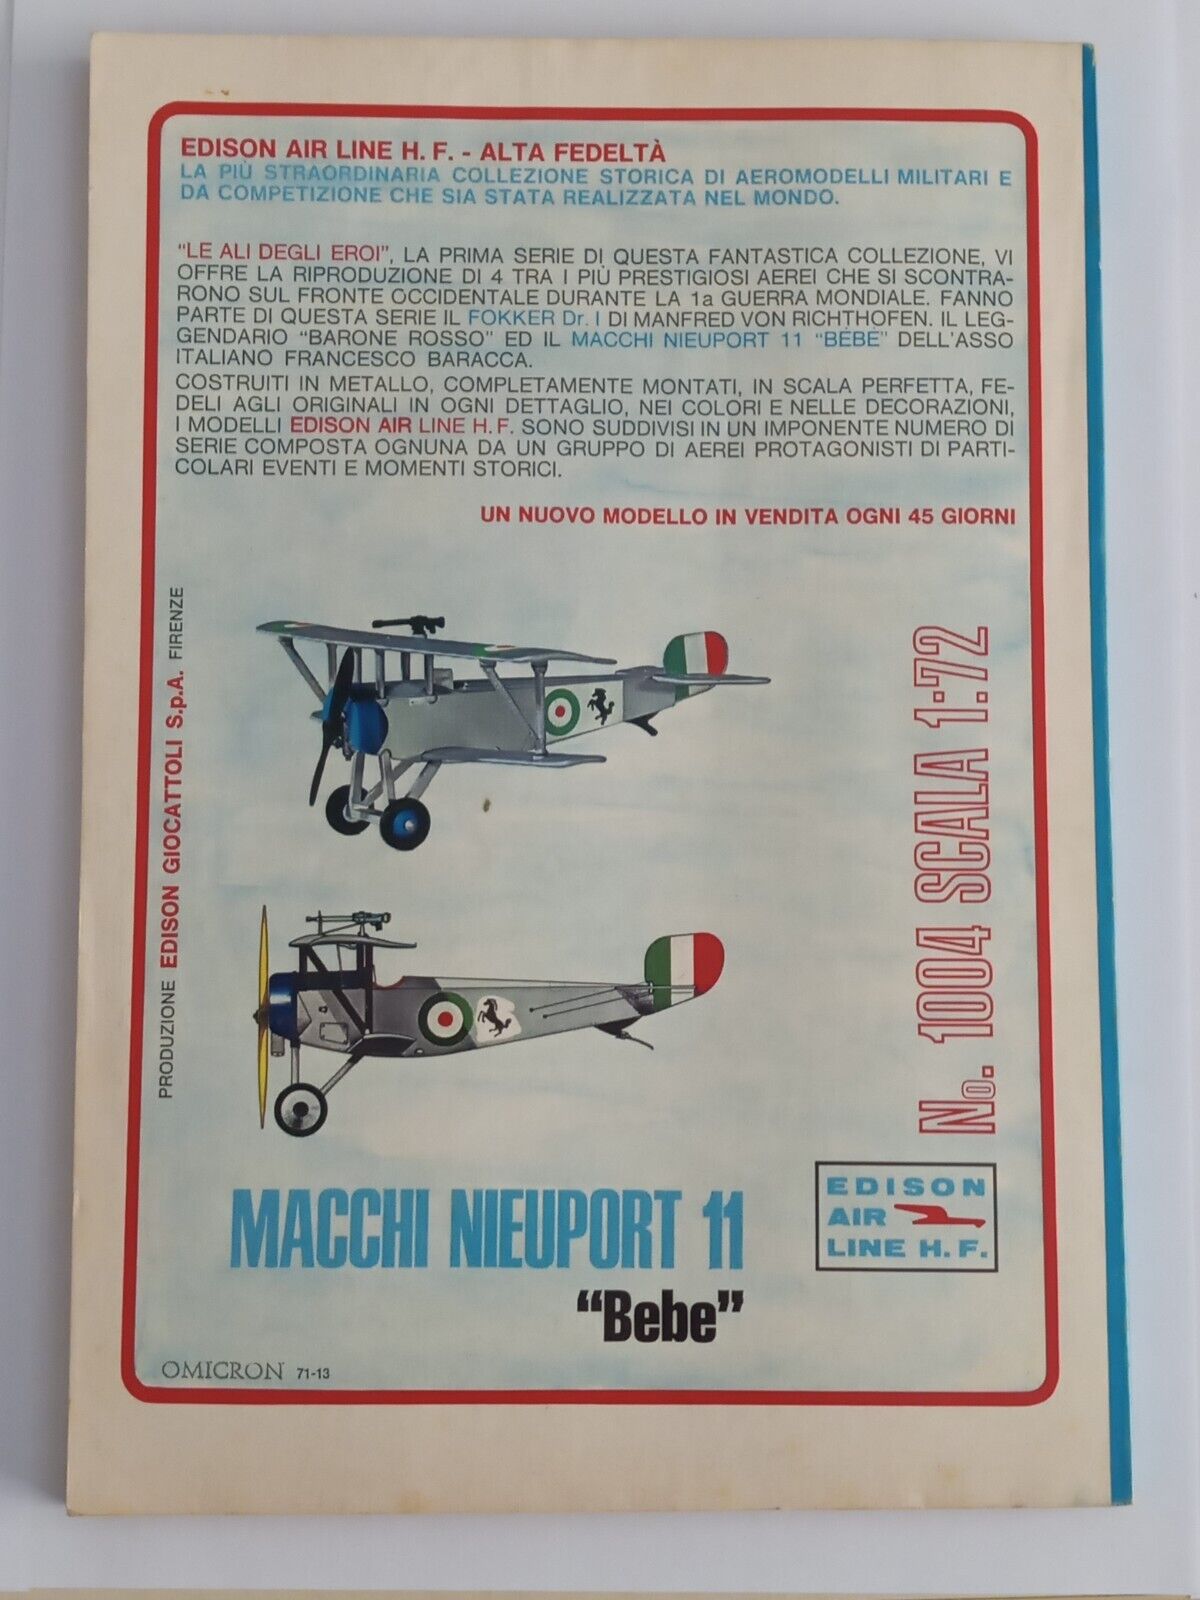 EDISON AIR LINE H. F. - ALTA FEDELTÀ
LA PIÙ STRAORDINARIA COLLEZIONE STORICA DI AEROMODELLI MILITARI E
DA COMPETIZIONE CHE SIA STATA REALIZZATA NEL MONDO.
"LE ALI DEGLI EROI", LA PRIMA SERIE DI QUESTA FANTASTICA COLLEZIONE, VI
OFFRE LA RIPRODUZIONE DI 4 TRA I PIÙ PRESTIGIOSI AEREI CHE SI SCONTRA-
RONO SUL FRONTE OCCIDENTALE DURANTE LA 1a GUERRA MONDIALE. FANNO
PARTE DI QUESTA SERIE IL FOKKER Dr. I DI MANFRED VON RICHTHOFEN. IL LEG-
GENDARIO "BARONE ROSSO" ED IL MACCHI NIEUPORT 11 "BÉBÉ" DELL'ASSO
ITALIANO FRANCESCO BARACCA.
COSTRUITI IN METALLO, COMPLETAMENTE MONTATI, IN SCALA PERFETTA, FE-
DELI AGLI ORIGINALI IN OGNI DETTAGLIO, NEI COLORI E NELLE DECORAZIONI,
I MODELLI EDISON AIR LINE H.F. SONO SUDDIVISI IN UN IMPONENTE NUMERO DI
SERIE COMPOSTA OGNUNA DA UN GRUPPO DI AEREI PROTAGONISTI DI PARTI-
COLARI EVENTI E MOMENTI STORICI.
UN NUOVO MODELLO IN VENDITA OGNI 45 GIORNI
PRODUZIONE EDISON GIOCATTOLI S.p.A. FIRENZE
No. 1004 SCALA 1:72
MACCHI NIEUPORT 11
"Bebe"
EDISON
AIR
LINE H. F.
OMICRON 71-13